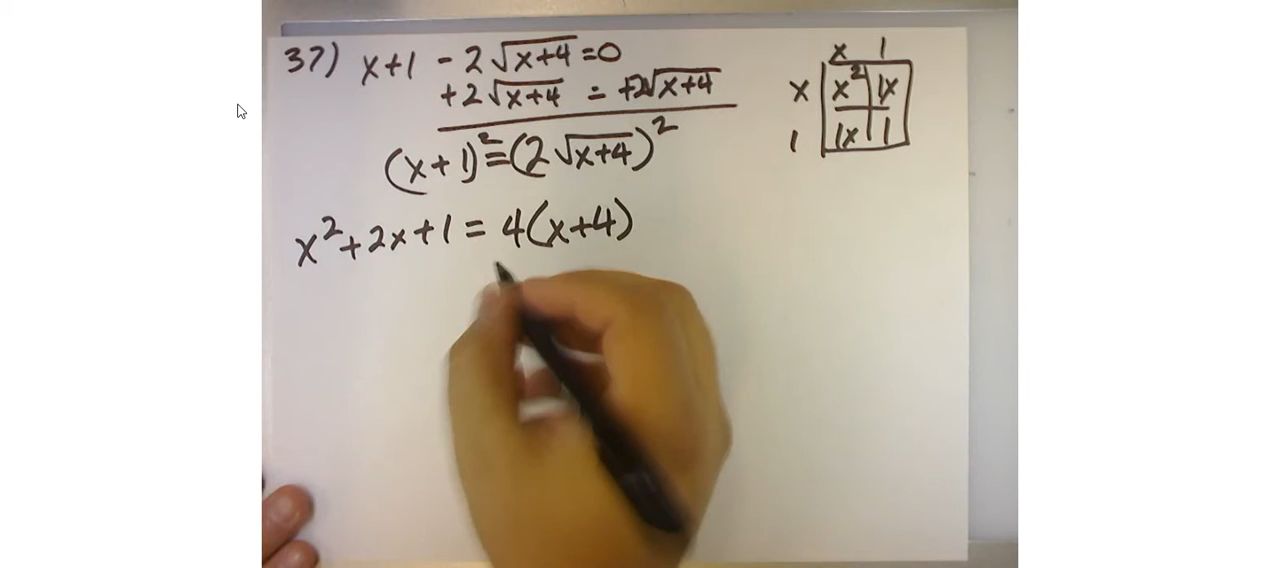 37) x+1 - 2√x+4 = 0
+2√x+4 = +2√x+4
(x+1)² = (2√x+4)²
x² + 2x + 1 = 4(x+4)
x 1
x x² 1x
1 1x 1